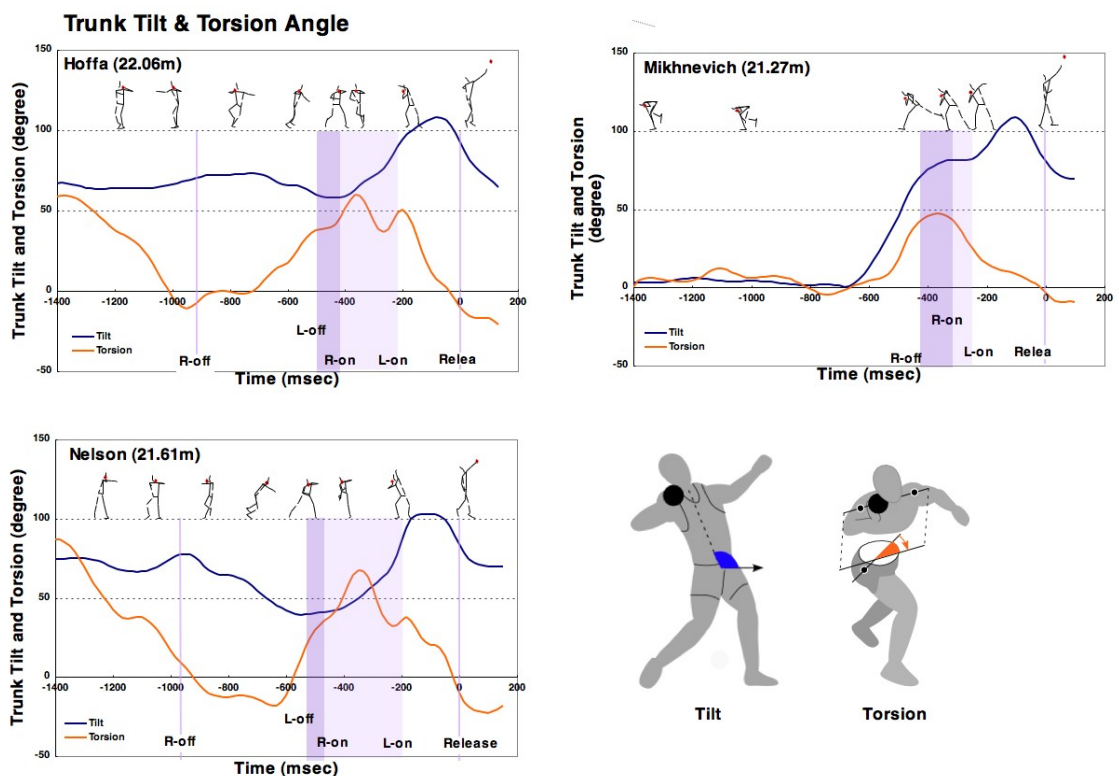 Trunk Tilt & Torsion Angle
Trunk Tilt and Torsion (degree)
150
100
50
0
-50
Hoffa (22.06m)
-1400 -1200 -1000 -800 -600 -400 -200 0 200
Tilt
Torsion
R-off
L-off
R-on
L-on
Relea
Time (msec)
Trunk Tilt and Torsion
(degree)
150
100
50
0
-50
Mikhnevich (21.27m)
-1400 -1200 -1000 -800 -600 -400 -200 0 200
Tilt
Torsion
R-off
R-on
L-on
Relea
Time (msec)
Trunk Tilt and Torsion (degree)
150
100
50
0
-50
Nelson (21.61m)
-1400 -1200 -1000 -800 -600 -400 -200 0 200
Tilt
Torsion
R-off
L-off
R-on
L-on
Release
Time (msec)
Tilt
Torsion